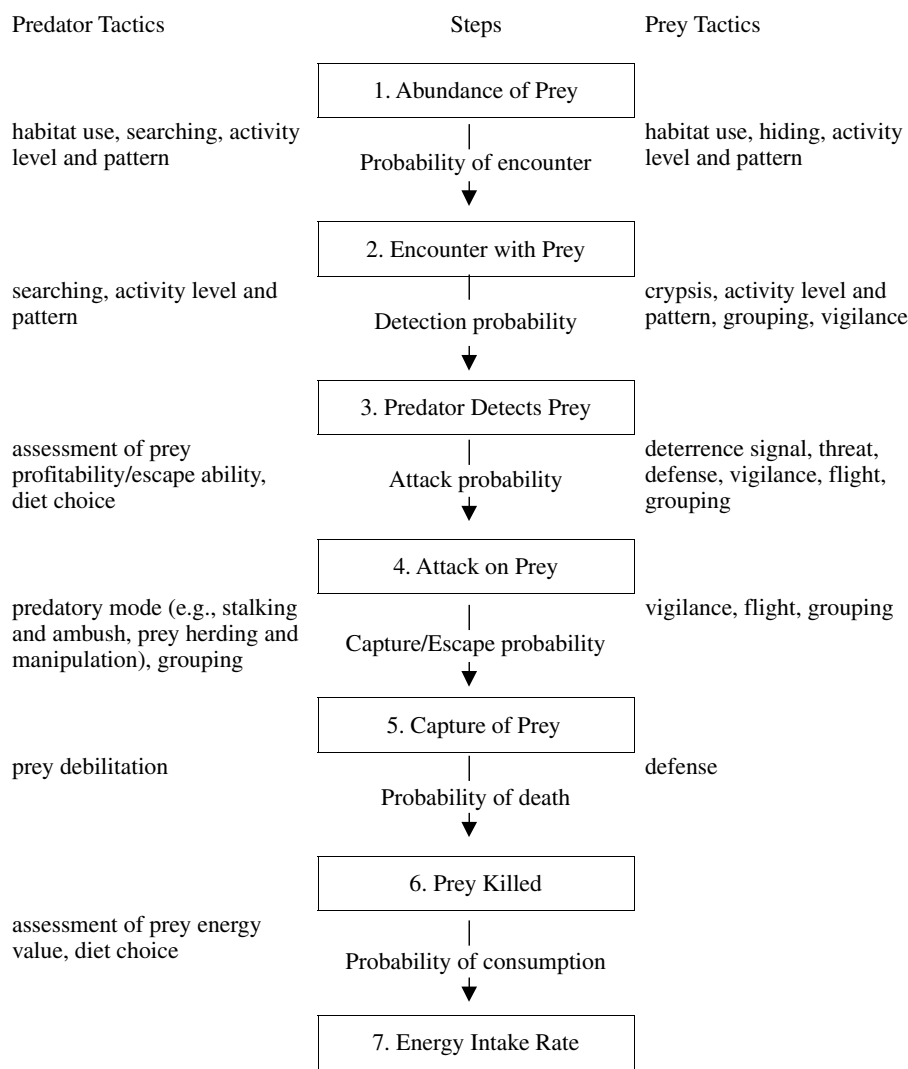 Predator Tactics
Steps
Prey Tactics
1. Abundance of Prey
habitat use, searching, activity
level and pattern
Probability of encounter
habitat use, hiding, activity
level and pattern
2. Encounter with Prey
searching, activity level and
pattern
Detection probability
crypsis, activity level and
pattern, grouping, vigilance
3. Predator Detects Prey
assessment of prey
profitability/escape ability,
diet choice
Attack probability
deterrence signal, threat,
defense, vigilance, flight,
grouping
4. Attack on Prey
predatory mode (e.g., stalking
and ambush, prey herding and
manipulation), grouping
Capture/Escape probability
vigilance, flight, grouping
5. Capture of Prey
prey debilitation
Probability of death
defense
6. Prey Killed
assessment of prey energy
value, diet choice
Probability of consumption
7. Energy Intake Rate